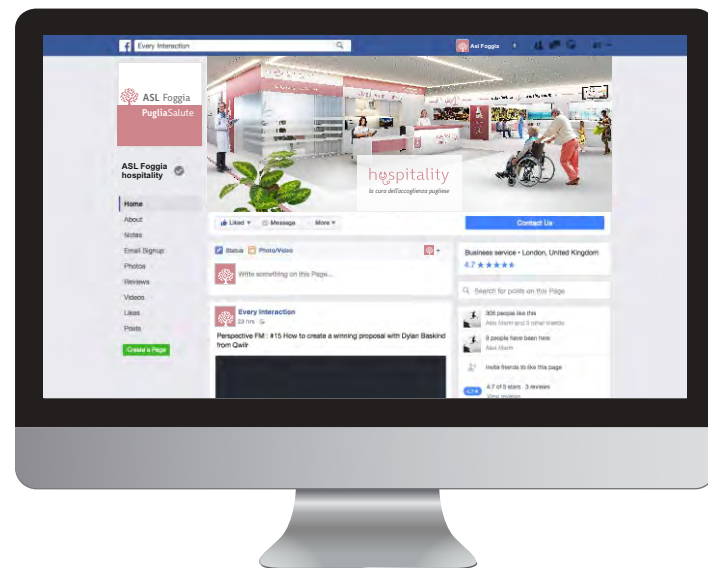 Every Interaction
Asl Foggia
ASL Foggia
PugliaSalute
ASL Foggia
hospitality
Home
About
Notes
Email Signup
Photos
Reviews
Videos
Likes
Posts
Create a Page
hospitality
la cura dell'accoglienza pugliese
Liked
Message
More
Contact Us
Status Photo/Video
Write something on this Page...
Every Interaction
23 hrs
Perspective FM : #15 How to create a winning proposal with Dylan Baskind
from Qwilr
Business service • London, United Kingdom
4.7 ★★★★★
Search for posts on this Page
people like this
Alex Mann and 3 other friends
9 people have been here
Alex Mann
Invite friends to like this page
4.7 of 5 stars · 3 reviews
View reviews